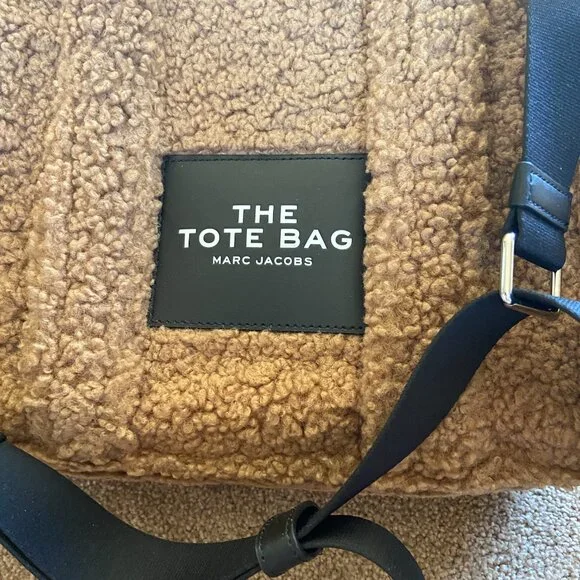 THE
TOTE BAG
MARC JACOBS